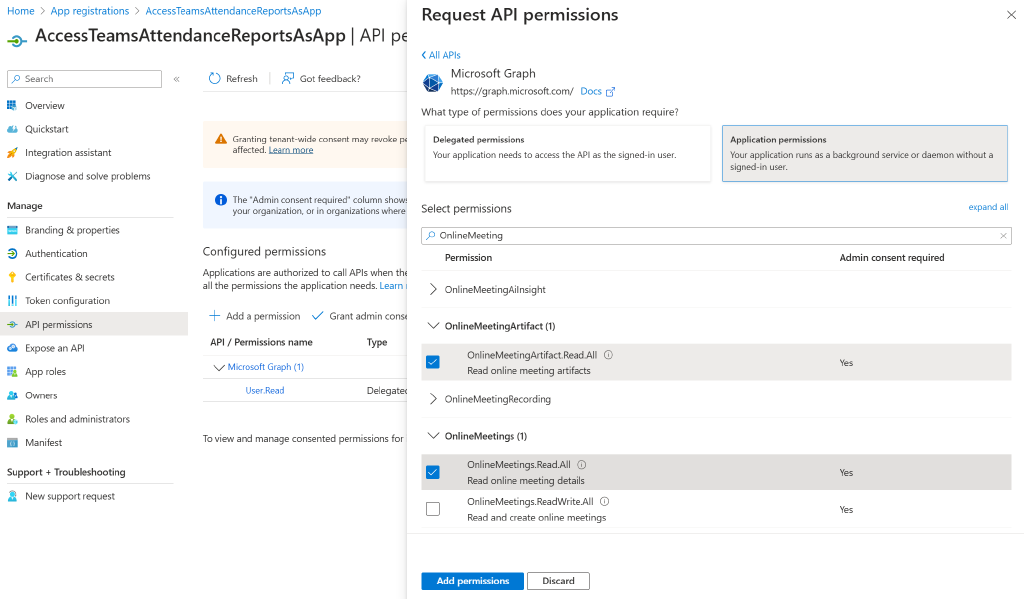 Home > App registrations > AccessTeamsAttendanceReportsAsApp
AccessTeamsAttendanceReportsAsApp | API pe
Search
«
Overview
Quickstart
Integration assistant
Diagnose and solve problems
Manage
Branding & properties
Authentication
Certificates & secrets
Token configuration
API permissions
Expose an API
App roles
Owners
Roles and administrators
Manifest
Support + Troubleshooting
New support request
Refresh
Got feedback?
Granting tenant-wide consent may revoke pe
affected. Learn more
The "Admin consent required" column shows
your organization, or in organizations where
Configured permissions
Applications are authorized to call APIs when the
all the permissions the application needs. Learn
Add a permission
Grant admin conse
API / Permissions name Type
Microsoft Graph (1)
User.Read Delegated
To view and manage consented permissions for
Request API permissions
All APIs
Microsoft Graph
https://graph.microsoft.com/ Docs
What type of permissions does your application require?
Delegated permissions
Your application needs to access the API as the signed-in user.
Application permissions
Your application runs as a background service or daemon without a
signed-in user.
Select permissions
expand all
OnlineMeeting
Permission Admin consent required
OnlineMeetingAiInsight
OnlineMeetingArtifact (1)
OnlineMeetingArtifact.Read.All
Read online meeting artifacts
Yes
OnlineMeetingRecording
OnlineMeetings (1)
OnlineMeetings.Read.All
Read online meeting details
Yes
OnlineMeetings.ReadWrite.All
Read and create online meetings
Yes
Add permissions
Discard